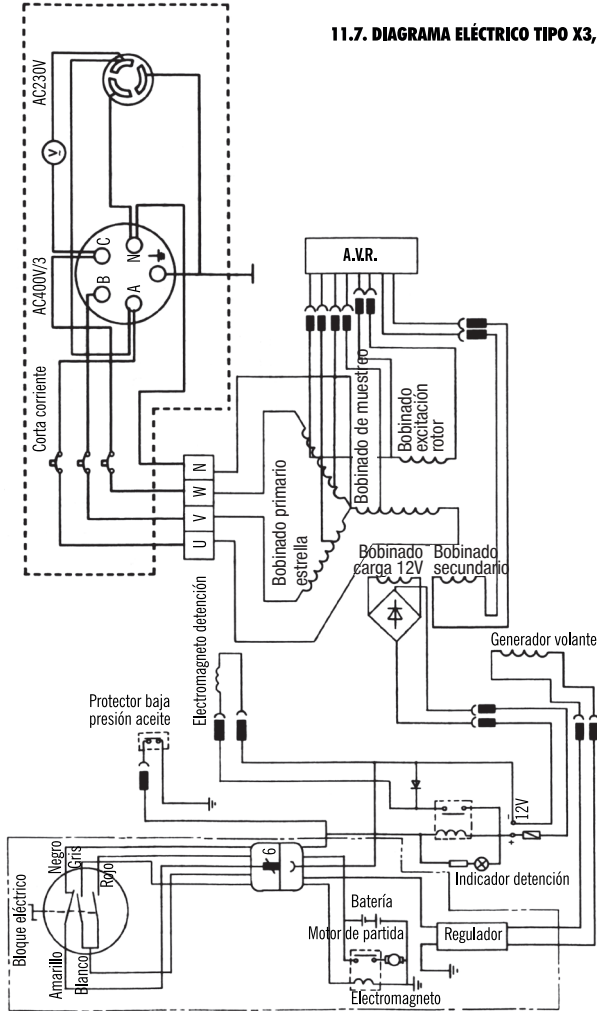 11.7. DIAGRAMA ELÉCTRICO TIPO X3,
AC230V
V
AC400V/3
C
B
N
A
Corta corriente
A.V.R.
N
W
V
U
Bobinado primario
estrella
Bobinado de muestreo
Bobinado
excitación
rotor
Bobinado
carga 12V
Bobinado
secundario
Electromagneto detención
Generador volante
Protector baja
presión aceite
12V
-
+
Indicador detención
Bloque eléctrico
Negro
Gris
Rojo
Amarillo
Blanco
6
Batería
Motor de partida
Regulador
Electromagneto